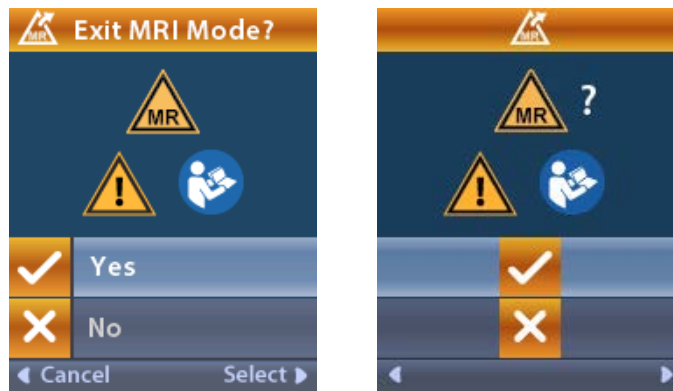 MR Exit MRI Mode?
MR
!
Yes
No
Cancel Select
MR
MR ?
!